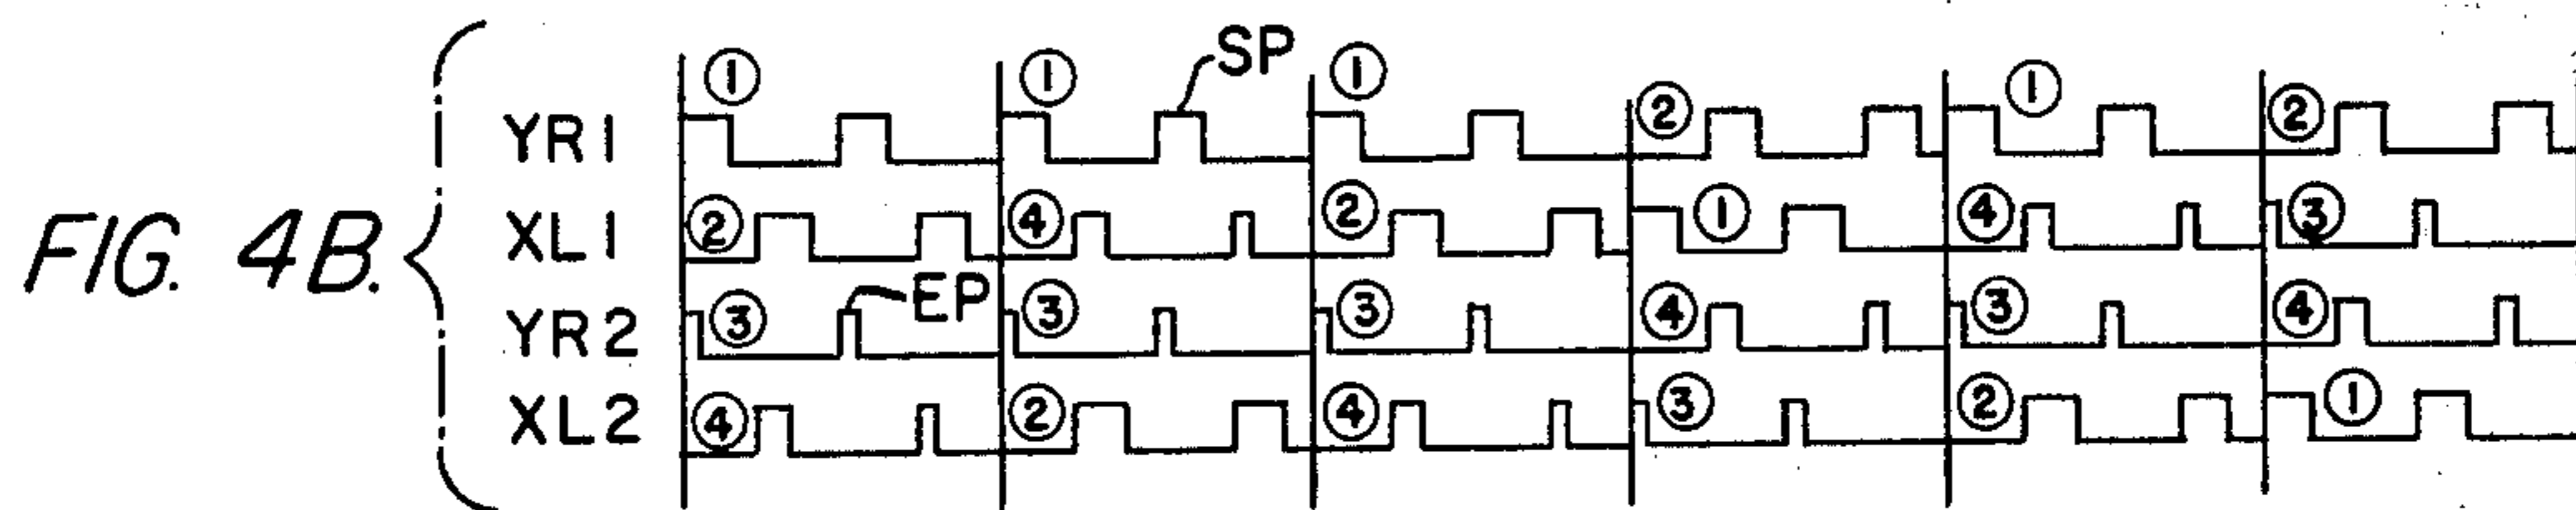 FIG. 4B.
SP
YR1 ① ① ① ② ① ②
XL1 ② ④ ② ① ④ ③
EP
YR2 ③ ③ ③ ④ ③ ④
XL2 ④ ② ④ ③ ② ①